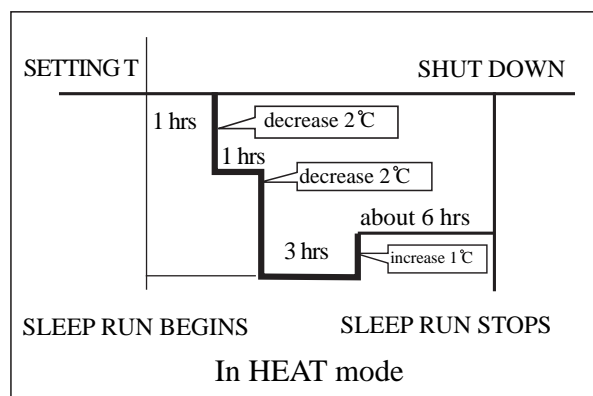 SETTING T SHUT DOWN
1 hrs decrease 2℃
1 hrs
decrease 2℃
about 6 hrs
3 hrs
increase 1℃
SLEEP RUN BEGINS SLEEP RUN STOPS
In HEAT mode